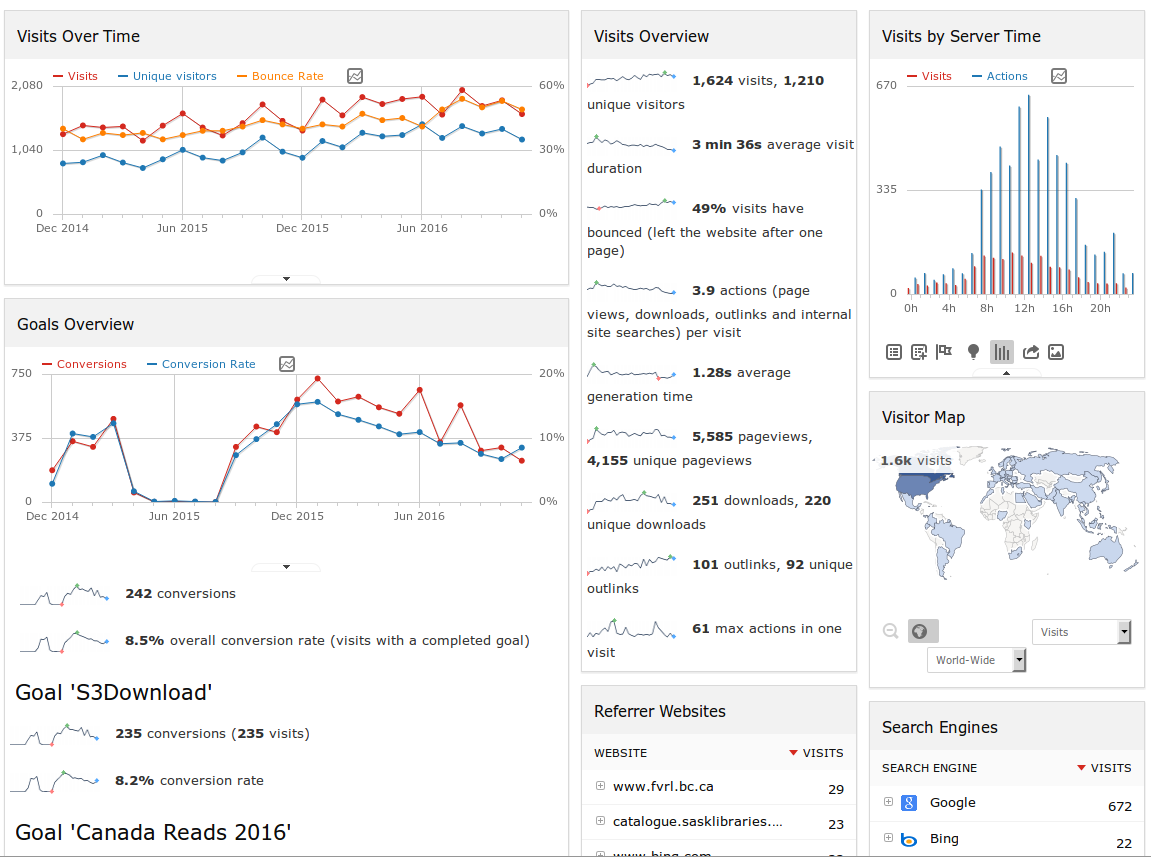 Visits Over Time
Visits Unique visitors Bounce Rate
2,080 60%
1,040 30%
0 0%
Dec 2014 Jun 2015 Dec 2015 Jun 2016
Goals Overview
Conversions Conversion Rate
750 20%
375 10%
0 0%
Dec 2014 Jun 2015 Dec 2015 Jun 2016
242 conversions
8.5% overall conversion rate (visits with a completed goal)
Goal 'S3Download'
235 conversions (235 visits)
8.2% conversion rate
Goal 'Canada Reads 2016'
Visits Overview
1,624 visits, 1,210
unique visitors
3 min 36s average visit
duration
49% visits have
bounced (left the website after one
page)
3.9 actions (page
views, downloads, outlinks and internal
site searches) per visit
1.28s average
generation time
5,585 pageviews,
4,155 unique pageviews
251 downloads, 220
unique downloads
101 outlinks, 92 unique
outlinks
61 max actions in one
visit
Referrer Websites
WEBSITE VISITS
www.fvrl.bc.ca 29
catalogue.sasklibraries.... 23
www.bing.com
Visits by Server Time
Visits Actions
670
335
0
0h 4h 8h 12h 16h 20h
Visitor Map
1.6k visits
Visits
World-Wide
Search Engines
SEARCH ENGINE VISITS
Google 672
Bing 22